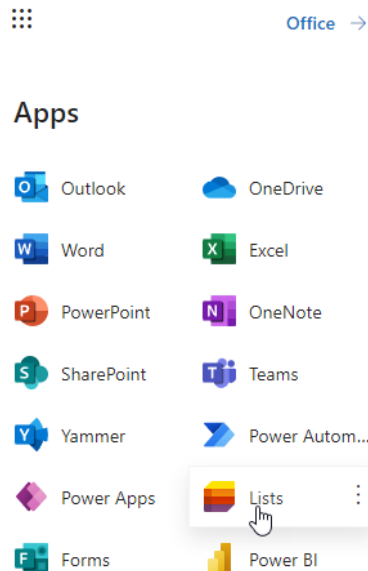 Office →
Apps
Outlook OneDrive
Word Excel
PowerPoint OneNote
SharePoint Teams
Yammer Power Autom...
Power Apps Lists
Forms Power BI